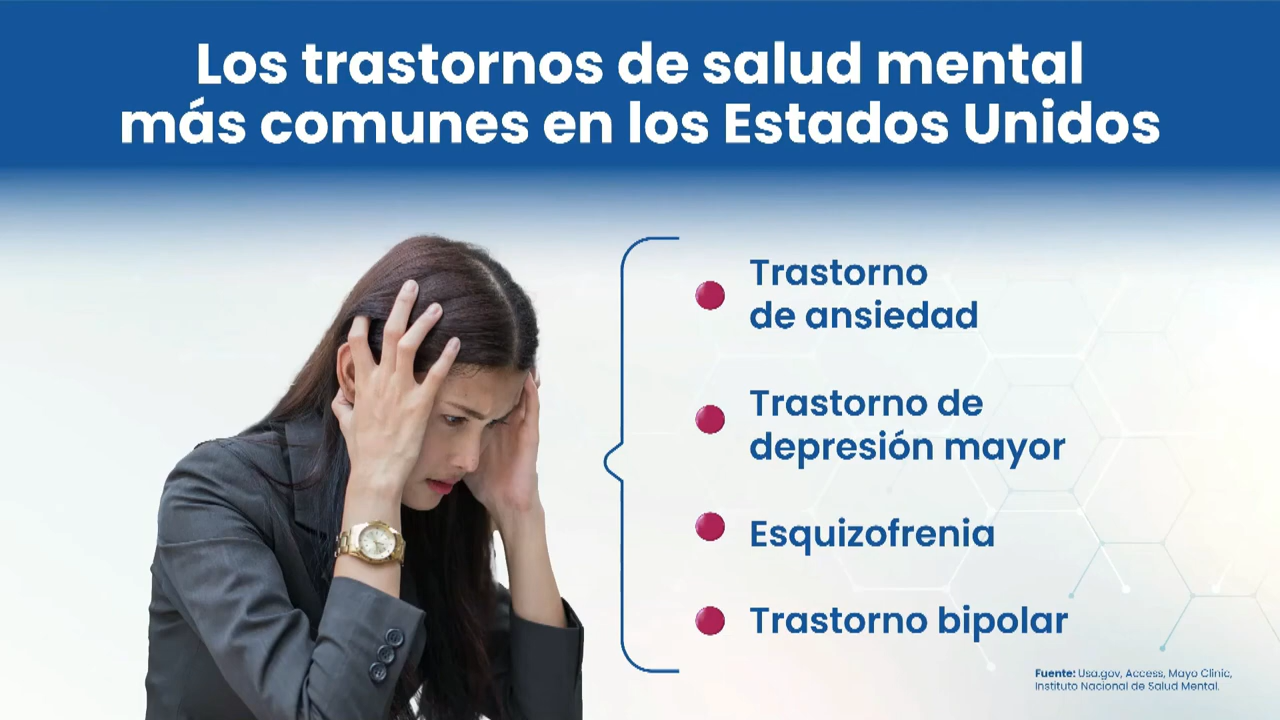 Los trastornos de salud mental
más comunes en los Estados Unidos
Trastorno
de ansiedad
Trastorno de
depresión mayor
Esquizofrenia
Trastorno bipolar
Fuente: Usa.gov, Access, Mayo Clinic,
Instituto Nacional de Salud Mental.